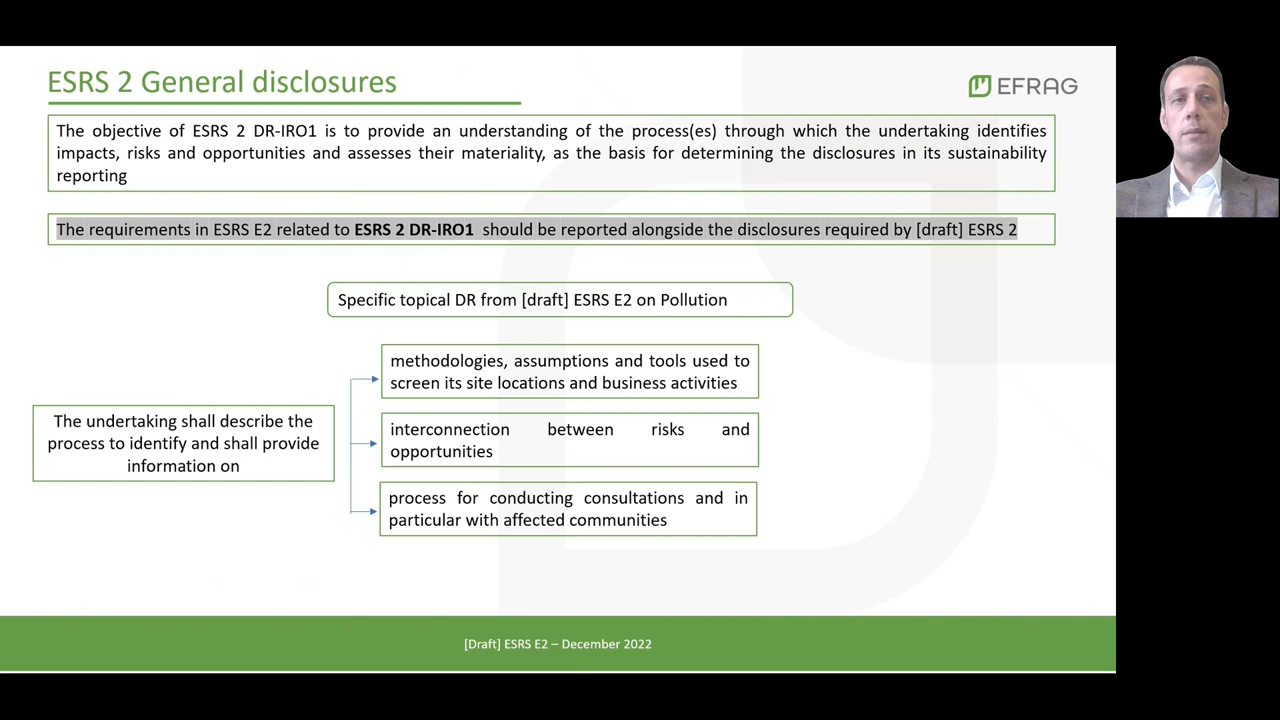 ESRS 2 General disclosures
EFRAG
The objective of ESRS 2 DR-IRO1 is to provide an understanding of the process(es) through which the undertaking identifies
impacts, risks and opportunities and assesses their materiality, as the basis for determining the disclosures in its sustainability
reporting
The requirements in ESRS E2 related to ESRS 2 DR-IRO1 should be reported alongside the disclosures required by [draft] ESRS 2
Specific topical DR from [draft] ESRS E2 on Pollution
The undertaking shall describe the
process to identify and shall provide
information on
methodologies, assumptions and tools used to
screen its site locations and business activities
interconnection between risks and
opportunities
process for conducting consultations and in
particular with affected communities
[Draft] ESRS E2 – December 2022